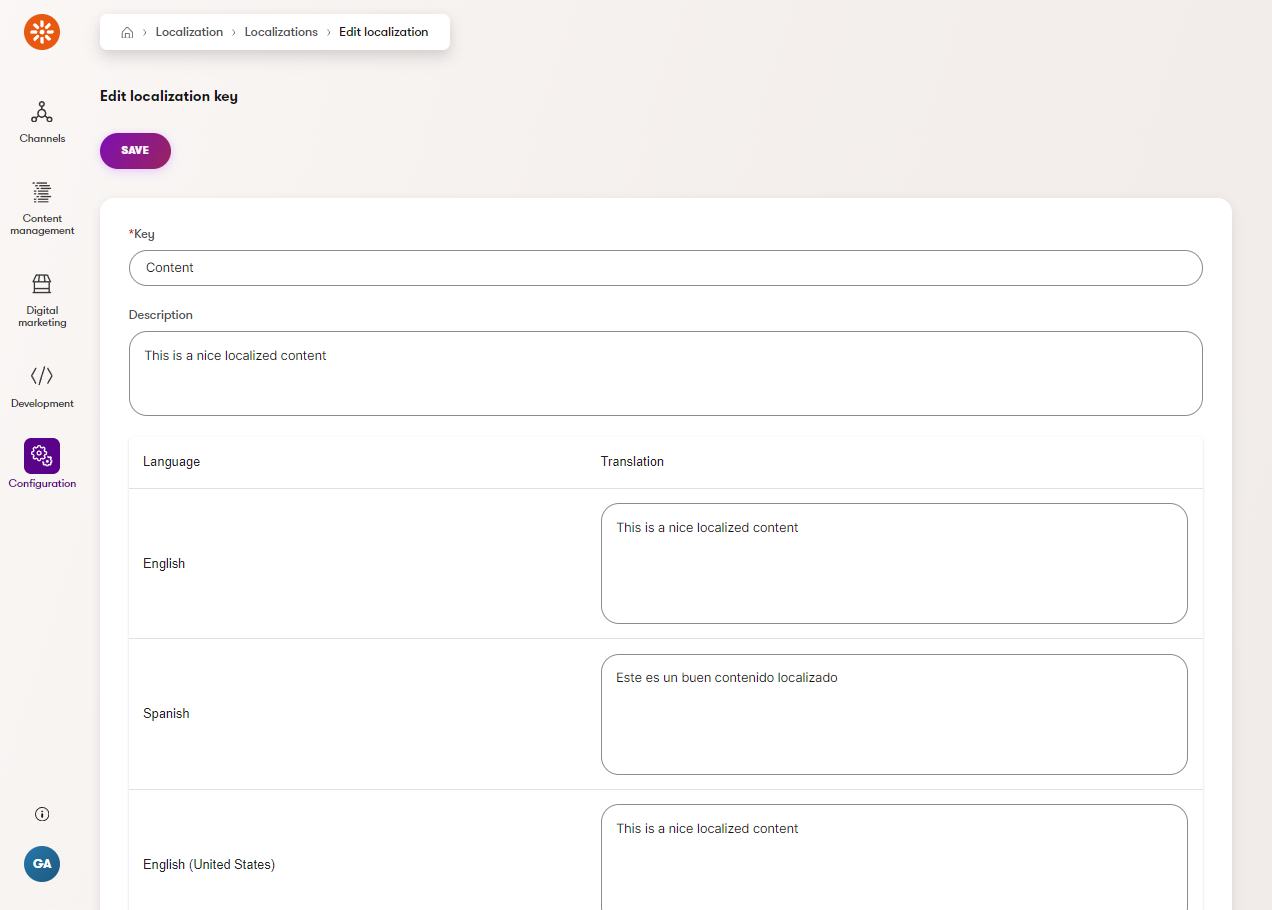 Localization › Localizations › Edit localization
Edit localization key
SAVE
Channels
Content
management
Digital
marketing
Development
Configuration
GA
*Key
Content
Description
This is a nice localized content
Language Translation
English This is a nice localized content
Spanish Este es un buen contenido localizado
English (United States) This is a nice localized content